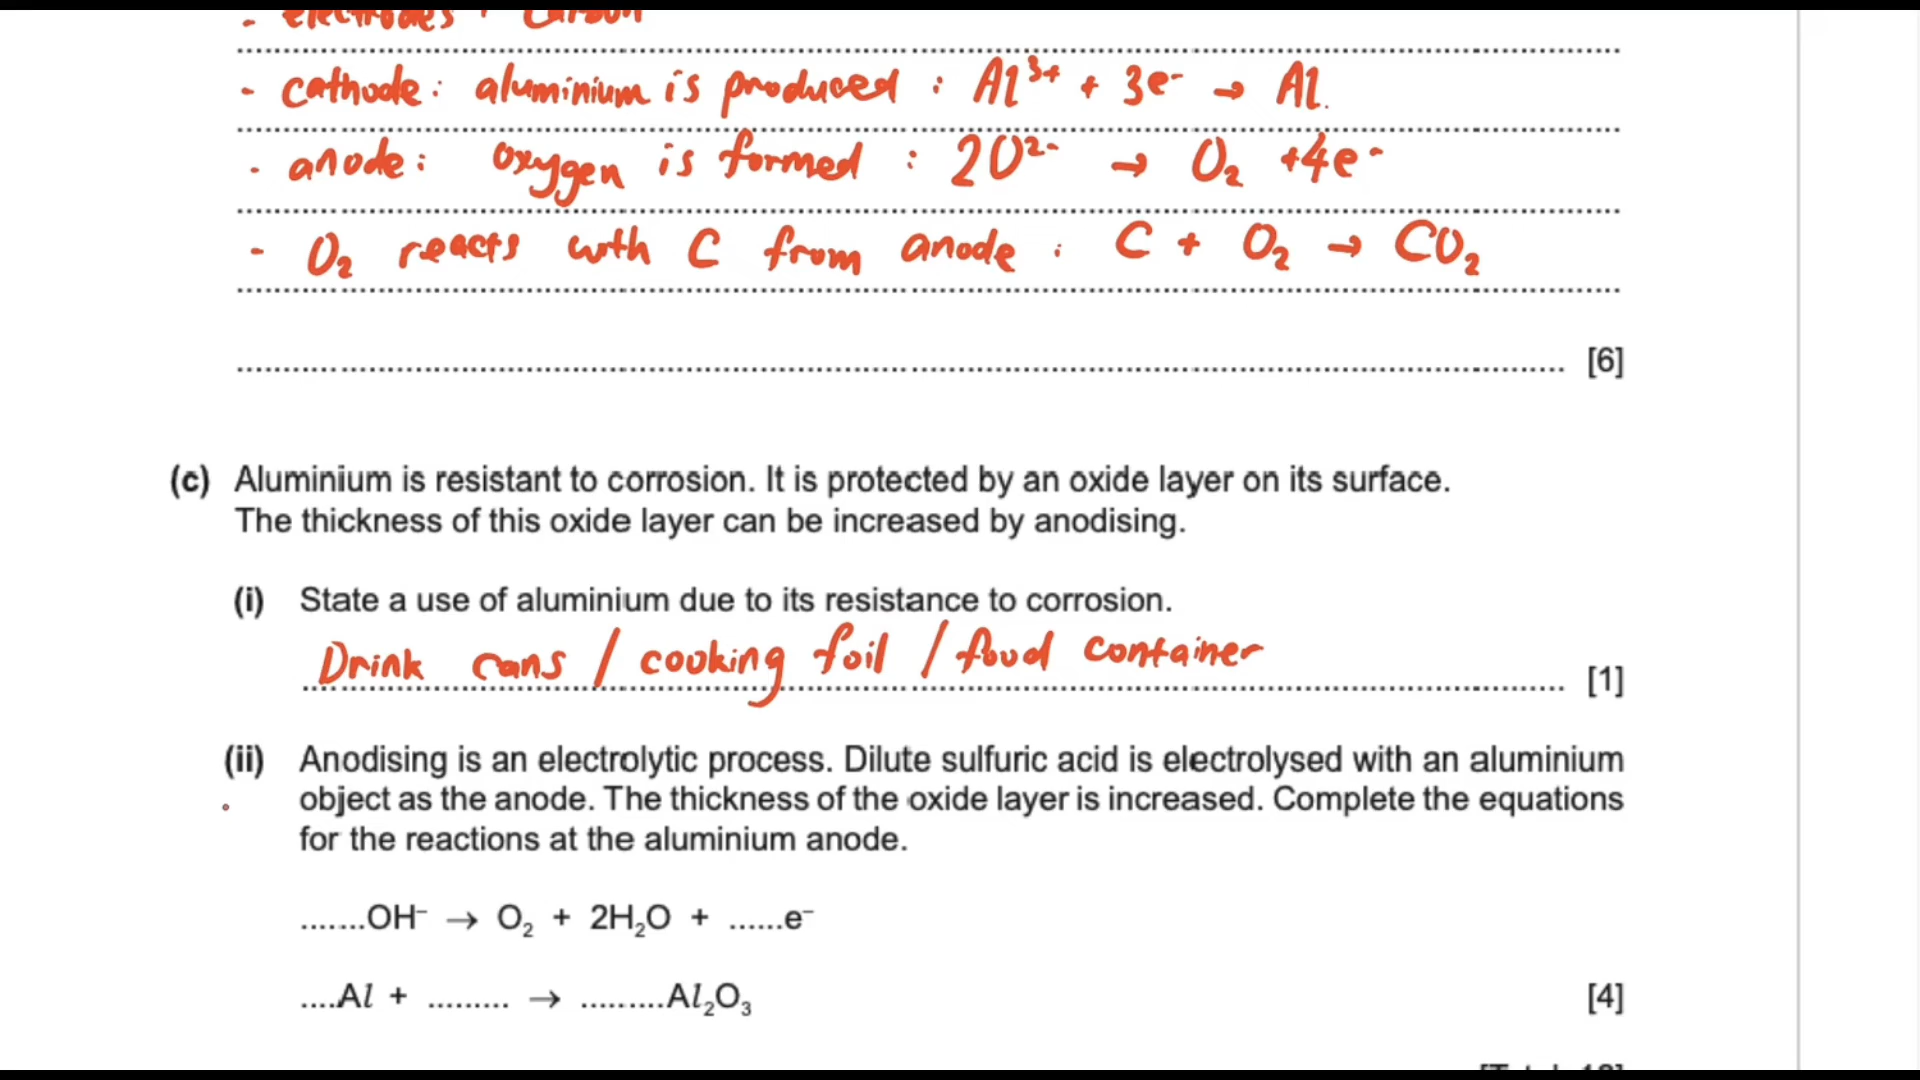 - electrodes : carbon
- cathode : aluminium is produced : Al³⁺ + 3e⁻ → Al.
- anode : oxygen is formed : 2O²⁻ → O₂ +4e⁻
- O₂ reacts with C from anode : C + O₂ → CO₂
[6]
(c) Aluminium is resistant to corrosion. It is protected by an oxide layer on its surface.
The thickness of this oxide layer can be increased by anodising.
(i) State a use of aluminium due to its resistance to corrosion.
Drink cans / cooking foil / food container
[1]
(ii) Anodising is an electrolytic process. Dilute sulfuric acid is electrolysed with an aluminium
object as the anode. The thickness of the oxide layer is increased. Complete the equations
for the reactions at the aluminium anode.
.......OH⁻ → O₂ + 2H₂O + ......e⁻
....Al + ......... → .........Al₂O₃ [4]